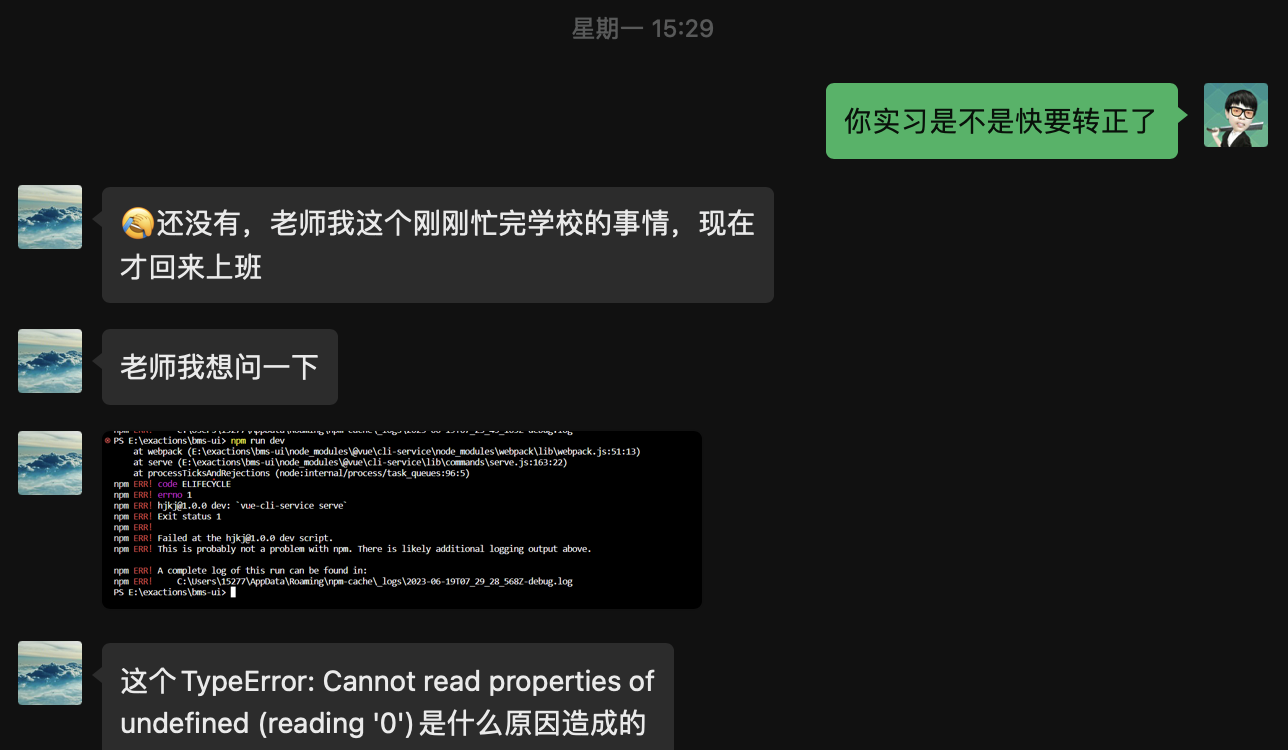 星期一 15:29
你实习是不是快要转正了
还没有，老师我这个刚刚忙完学校的事情，现在
才回来上班
老师我想问一下
PS E:\exactions\bms-ui> npm run dev
at webpack (E:\exactions\bms-ui\node_modules\@vue\cli-service\node_modules\webpack\lib\webpack.js:51:13)
at serve (E:\exactions\bms-ui\node_modules\@vue\cli-service\lib\commands\serve.js:163:22)
at processTicksAndRejections (node:internal/process/task_queues:96:5)
npm ERR! code ELIFECYCLE
npm ERR! errno 1
npm ERR! hjkj@1.0.0 dev: `vue-cli-service serve`
npm ERR! Exit status 1
npm ERR!
npm ERR! Failed at the hjkj@1.0.0 dev script.
npm ERR! This is probably not a problem with npm. There is likely additional logging output above.
npm ERR! A complete log of this run can be found in:
npm ERR! C:\Users\15277\AppData\Roaming\npm-cache\_logs\2023-06-19T07_29_28_568Z-debug.log
PS E:\exactions\bms-ui>
这个TypeError: Cannot read properties of
undefined (reading '0')是什么原因造成的